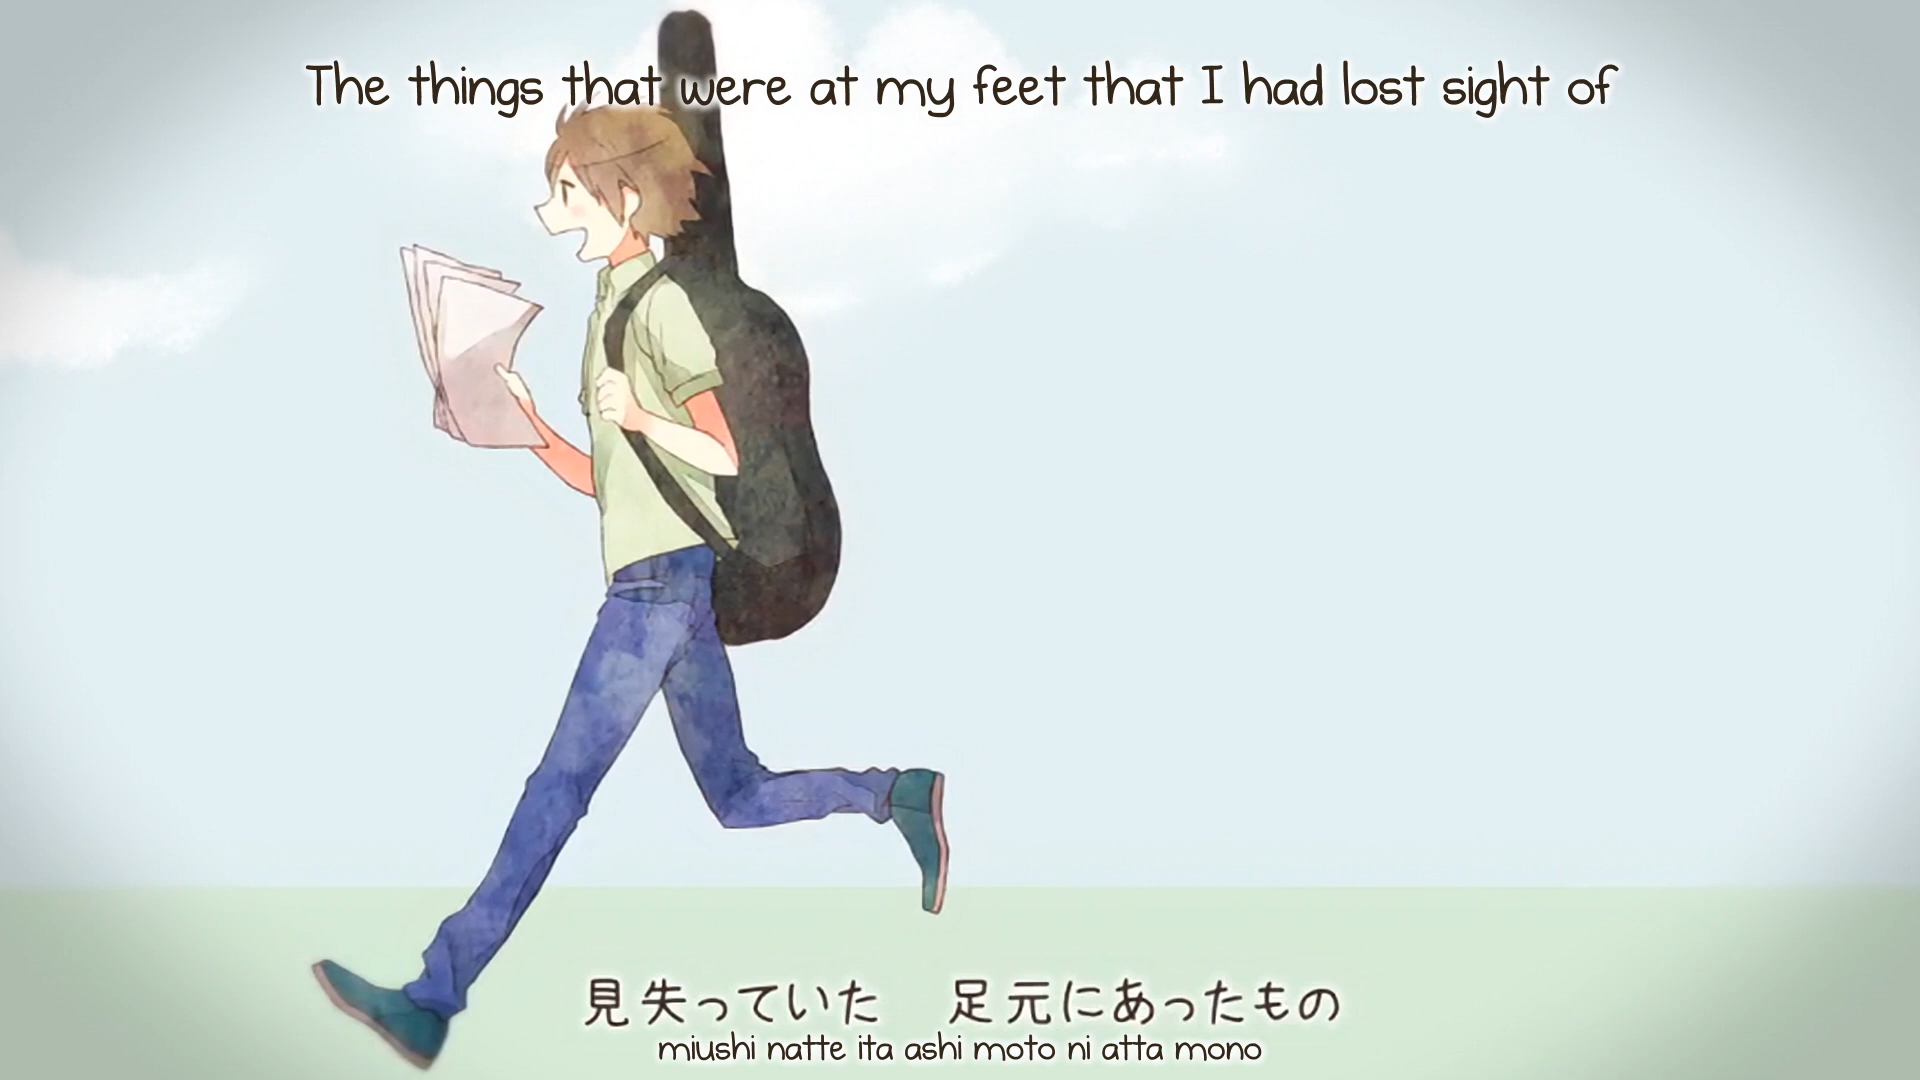 The things that were at my feet that I had lost sight of
見失っていた　足元にあったもの
miushi natte ita ashi moto ni atta mono